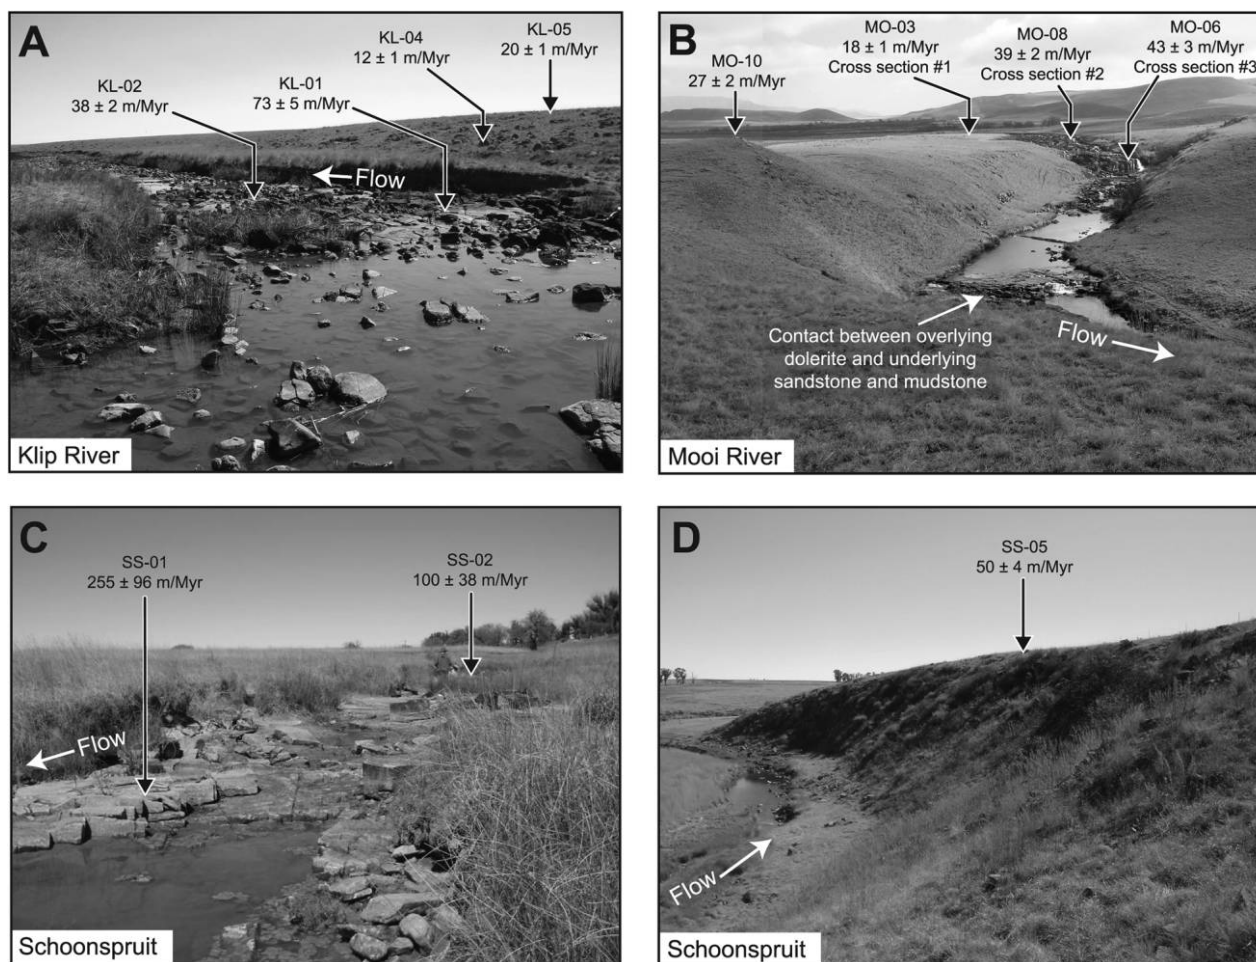 A
KL-05
20 ± 1 m/Myr
KL-04
12 ± 1 m/Myr
KL-01
73 ± 5 m/Myr
KL-02
38 ± 2 m/Myr
Flow
Klip River
B
MO-10
27 ± 2 m/Myr
MO-03
18 ± 1 m/Myr
Cross section #1
MO-08
39 ± 2 m/Myr
Cross section #2
MO-06
43 ± 3 m/Myr
Cross section #3
Contact between overlying
dolerite and underlying
sandstone and mudstone
Flow
Mooi River
C
SS-01
255 ± 96 m/Myr
SS-02
100 ± 38 m/Myr
Flow
Schoonspruit
D
SS-05
50 ± 4 m/Myr
Flow
Schoonspruit